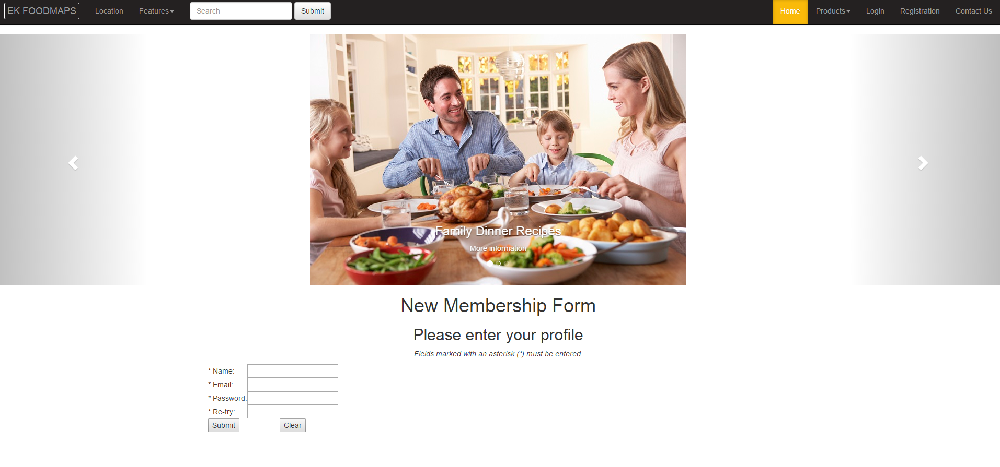 EK FOODMAPS Location Features Search Submit Home Products Login Registration Contact Us
Family Dinner Recipes
More information
New Membership Form
Please enter your profile
Fields marked with an asterisk (*) must be entered.
* Name:
* Email:
* Password:
* Re-try:
Submit Clear